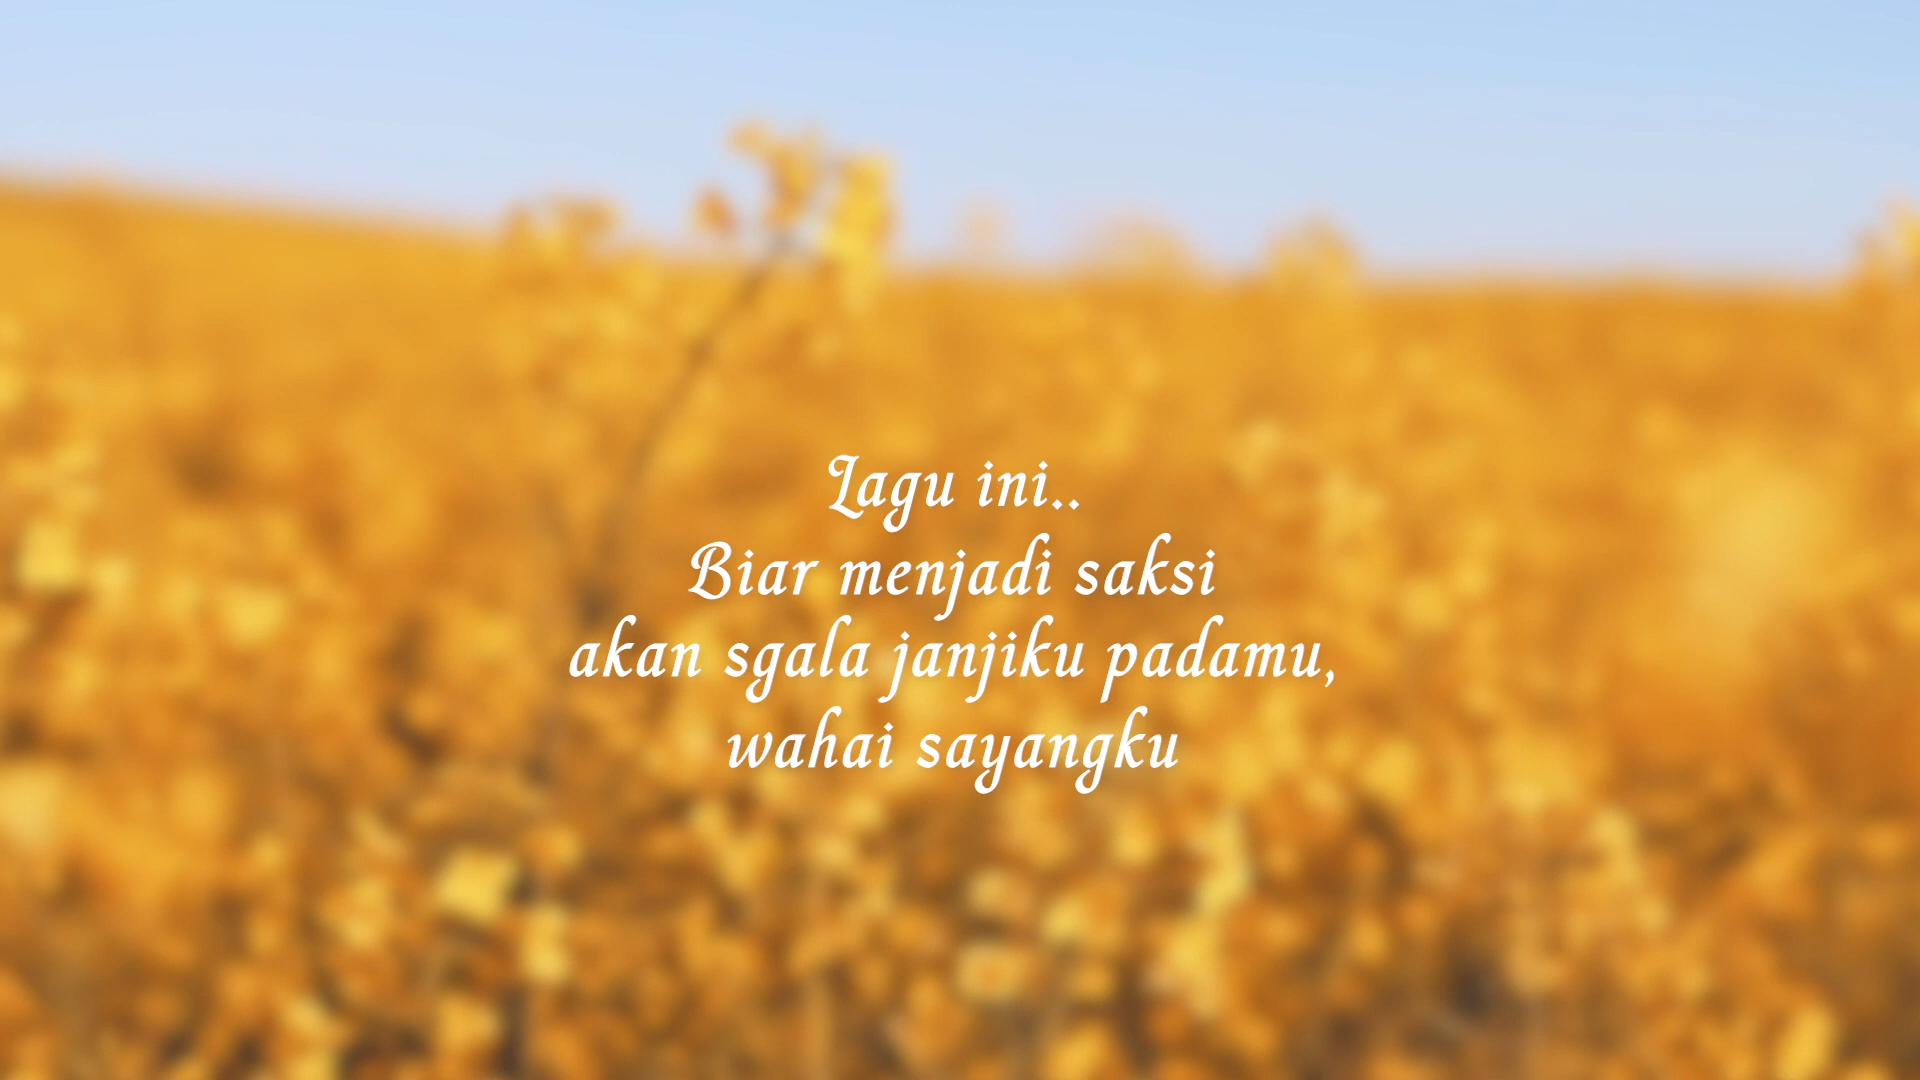 Lagu ini..
Biar menjadi saksi
akan sgala janjiku padamu,
wahai sayangku